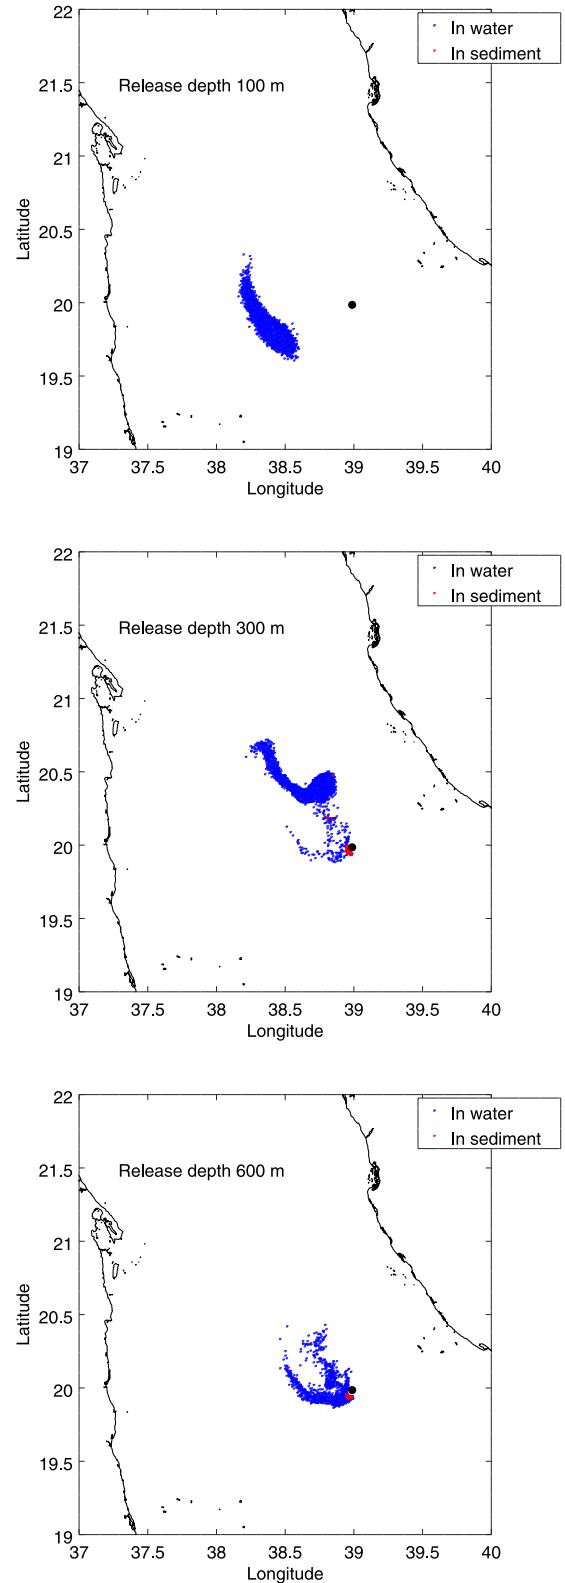 22
In water
In sediment
21.5
Release depth 100 m
21
20.5
Latitude
20
19.5
19
37 37.5 38 38.5 39 39.5 40
Longitude
22
In water
In sediment
21.5
Release depth 300 m
21
20.5
Latitude
20
19.5
19
37 37.5 38 38.5 39 39.5 40
Longitude
22
In water
In sediment
21.5
Release depth 600 m
21
20.5
Latitude
20
19.5
19
37 37.5 38 38.5 39 39.5 40
Longitude